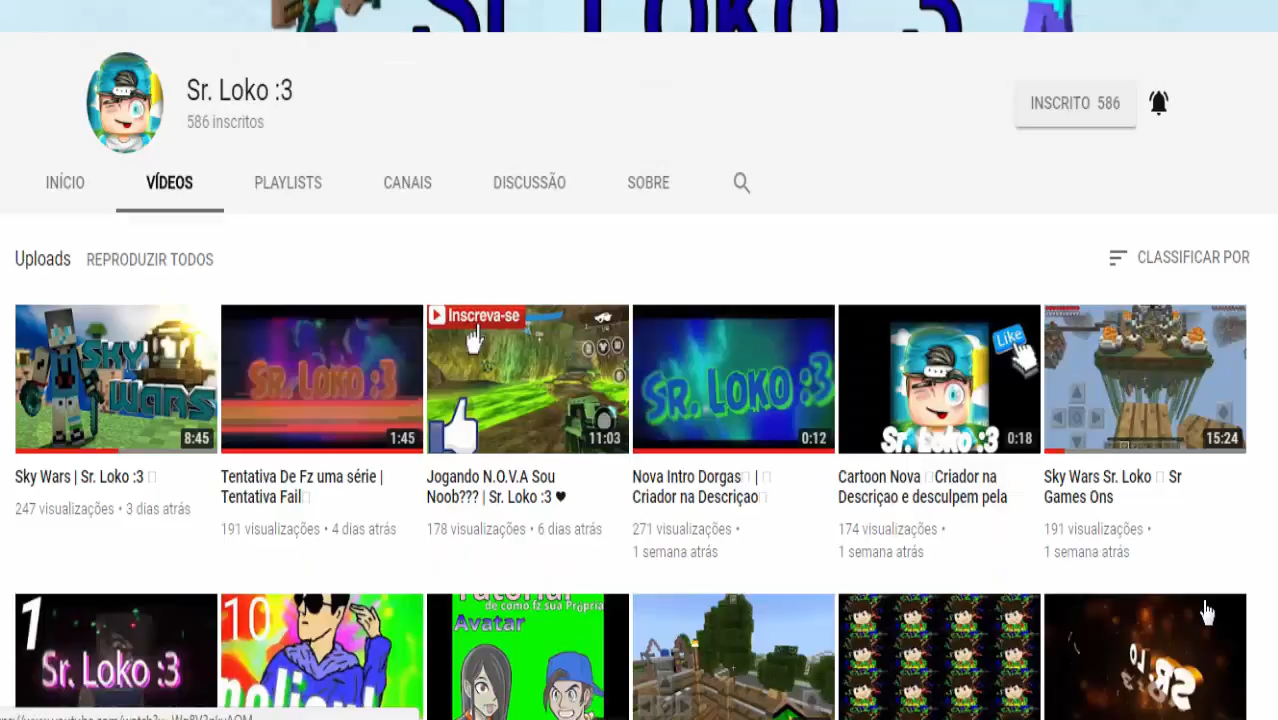 Sr. Loko :3
Sr. Loko :3
586 inscritos
INSCRITO 586
INÍCIO VÍDEOS PLAYLISTS CANAIS DISCUSSÃO SOBRE
Uploads REPRODUZIR TODOS CLASSIFICAR POR
SKY WARS
8:45
SR. LOKO :3
1:45
Inscreva-se
11:03
SR. LOKO :3
0:12
Like
Sr. Loko :3
0:18
15:24
Sky Wars | Sr. Loko :3
247 visualizações • 3 dias atrás
Tentativa De Fz uma série |
Tentativa Fail
191 visualizações • 4 dias atrás
Jogando N.O.V.A Sou
Noob??? | Sr. Loko :3 ♥
178 visualizações • 6 dias atrás
Nova Intro Dorgas | 
Criador na Descriçao
271 visualizações •
1 semana atrás
Cartoon Nova Criador na
Descriçao e desculpem pela
174 visualizações •
1 semana atrás
Sky Wars Sr. Loko Sr
Games Ons
191 visualizações •
1 semana atrás
1
Sr. Loko :3
10
Tutorial
de como fz sua Propria
Avatar